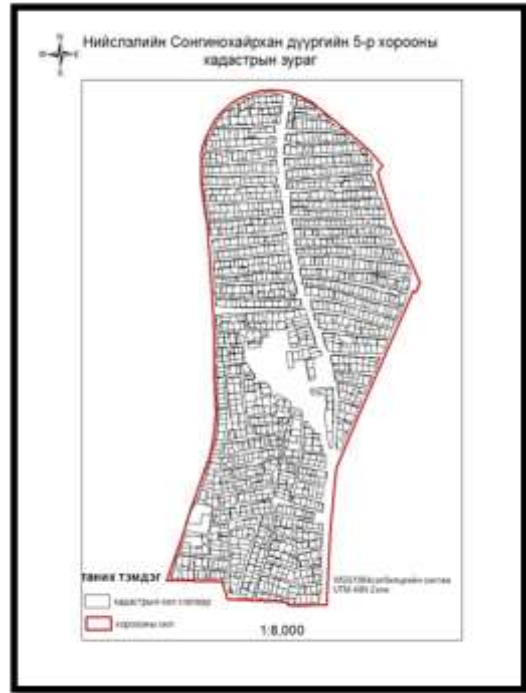 Нийслэлийн Сонгинохайрхан дүүргийн 5-р хорооны
кадастрын зураг
таних тэмдэг
кадастрын нэгж талбар
хорооны хил
UTM 48N Zone
1:8,000